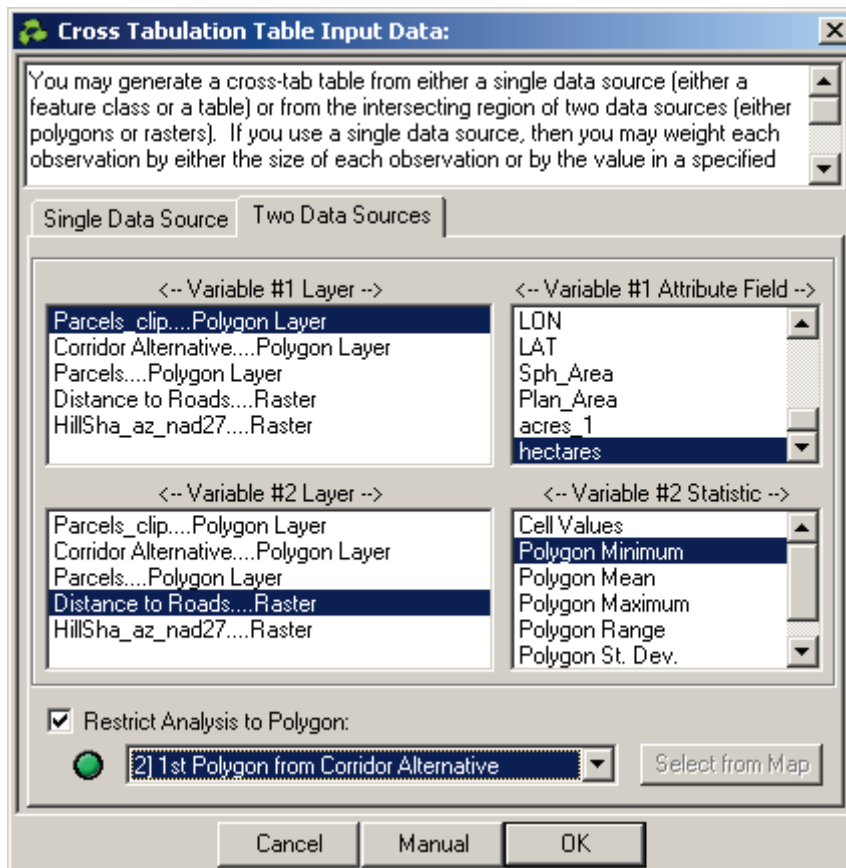 Cross Tabulation Table Input Data:
You may generate a cross-tab table from either a single data source (either a
feature class or a table) or from the intersecting region of two data sources (either
polygons or rasters). If you use a single data source, then you may weight each
observation by either the size of each observation or by the value in a specified
Single Data Source
Two Data Sources
<-- Variable #1 Layer -->
Parcels_clip....Polygon Layer
Corridor Alternative....Polygon Layer
Parcels....Polygon Layer
Distance to Roads....Raster
HillSha_az_nad27....Raster
<-- Variable #1 Attribute Field -->
LON
LAT
Sph_Area
Plan_Area
acres_1
hectares
<-- Variable #2 Layer -->
Parcels_clip....Polygon Layer
Corridor Alternative....Polygon Layer
Parcels....Polygon Layer
Distance to Roads....Raster
HillSha_az_nad27....Raster
<-- Variable #2 Statistic -->
Cell Values
Polygon Minimum
Polygon Mean
Polygon Maximum
Polygon Range
Polygon St. Dev.
Restrict Analysis to Polygon:
2] 1st Polygon from Corridor Alternative
Select from Map
Cancel
Manual
OK